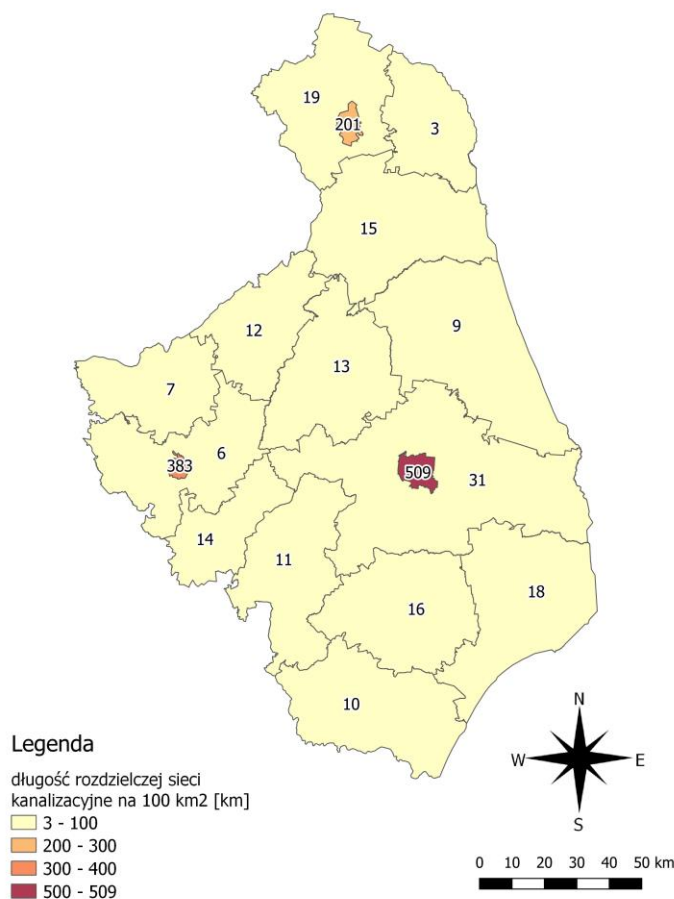 19
201
3
15
12
9
13
7
6
383
509
31
14
11
18
16
10
N
W
E
S
Legenda
długość rozdzielczej sieci
kanalizacyjne na 100 km2 [km]
3 - 100
200 - 300
300 - 400
500 - 509
0 10 20 30 40 50 km